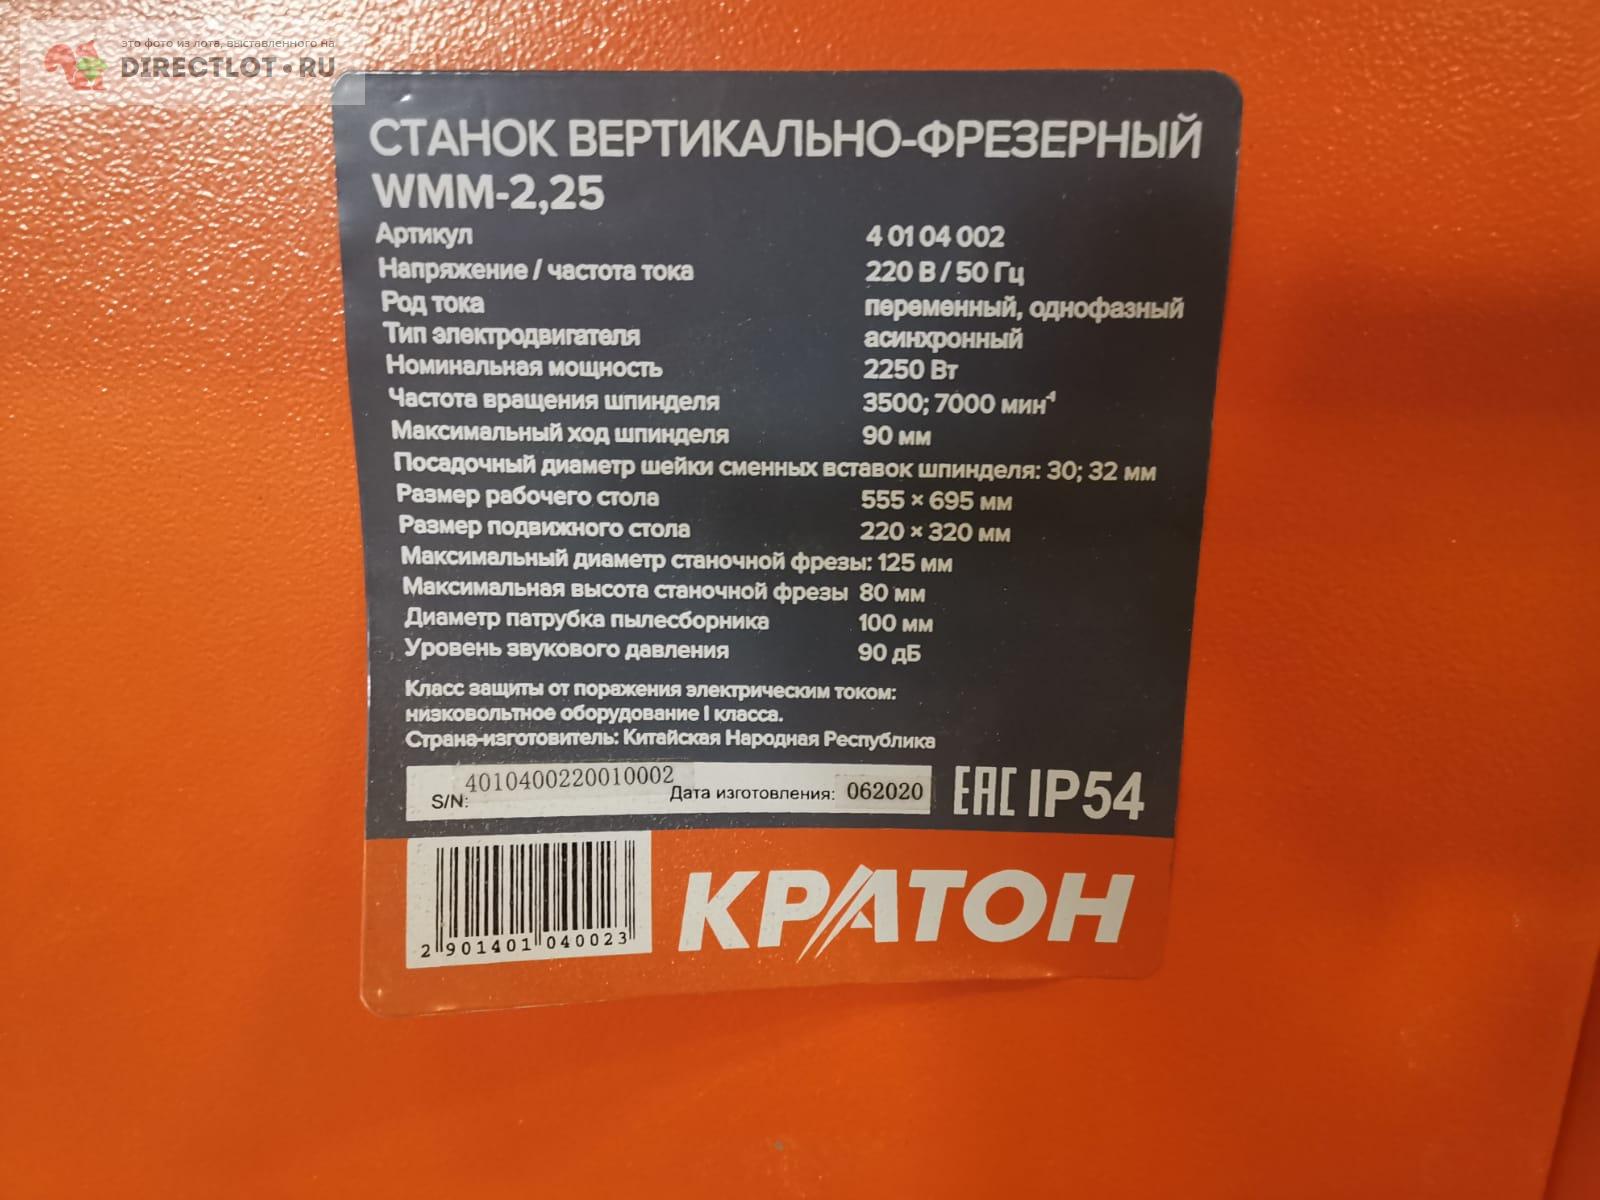 это фото из лота, выставленного на
DIRECTLOT.RU
СТАНОК ВЕРТИКАЛЬНО-ФРЕЗЕРНЫЙ
WMM-2,25
Артикул 4 01 04 002
Напряжение / частота тока 220 В / 50 Гц
Род тока переменный, однофазный
Тип электродвигателя асинхронный
Номинальная мощность 2250 Вт
Частота вращения шпинделя 3500; 7000 мин⁻¹
Максимальный ход шпинделя 90 мм
Посадочный диаметр шейки сменных вставок шпинделя: 30; 32 мм
Размер рабочего стола 555 × 695 мм
Размер подвижного стола 220 × 320 мм
Максимальный диаметр станочной фрезы: 125 мм
Максимальная высота станочной фрезы 80 мм
Диаметр патрубка пылесборника 100 мм
Уровень звукового давления 90 дБ
Класс защиты от поражения электрическим током:
низковольтное оборудование I класса.
Страна-изготовитель: Китайская Народная Республика
S/N: 4010400220010002 Дата изготовления: 062020 EAC IP54
2 901401 040023 КРАТОН